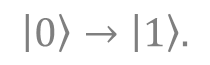 |0⟩ → |1⟩.